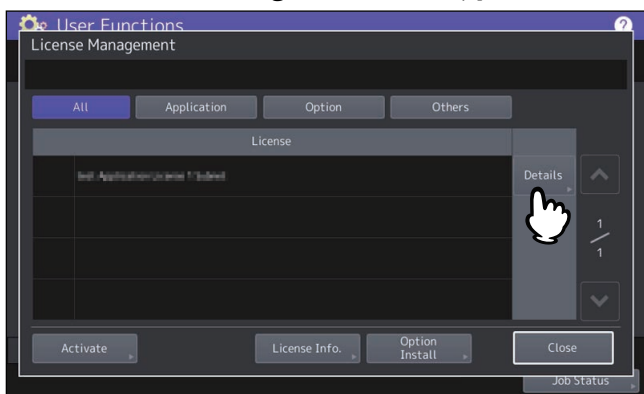 User Functions
?
License Management
All
Application
Option
Others
License
Details
1
1
Activate
License Info.
Option
Install
Close
Job Status